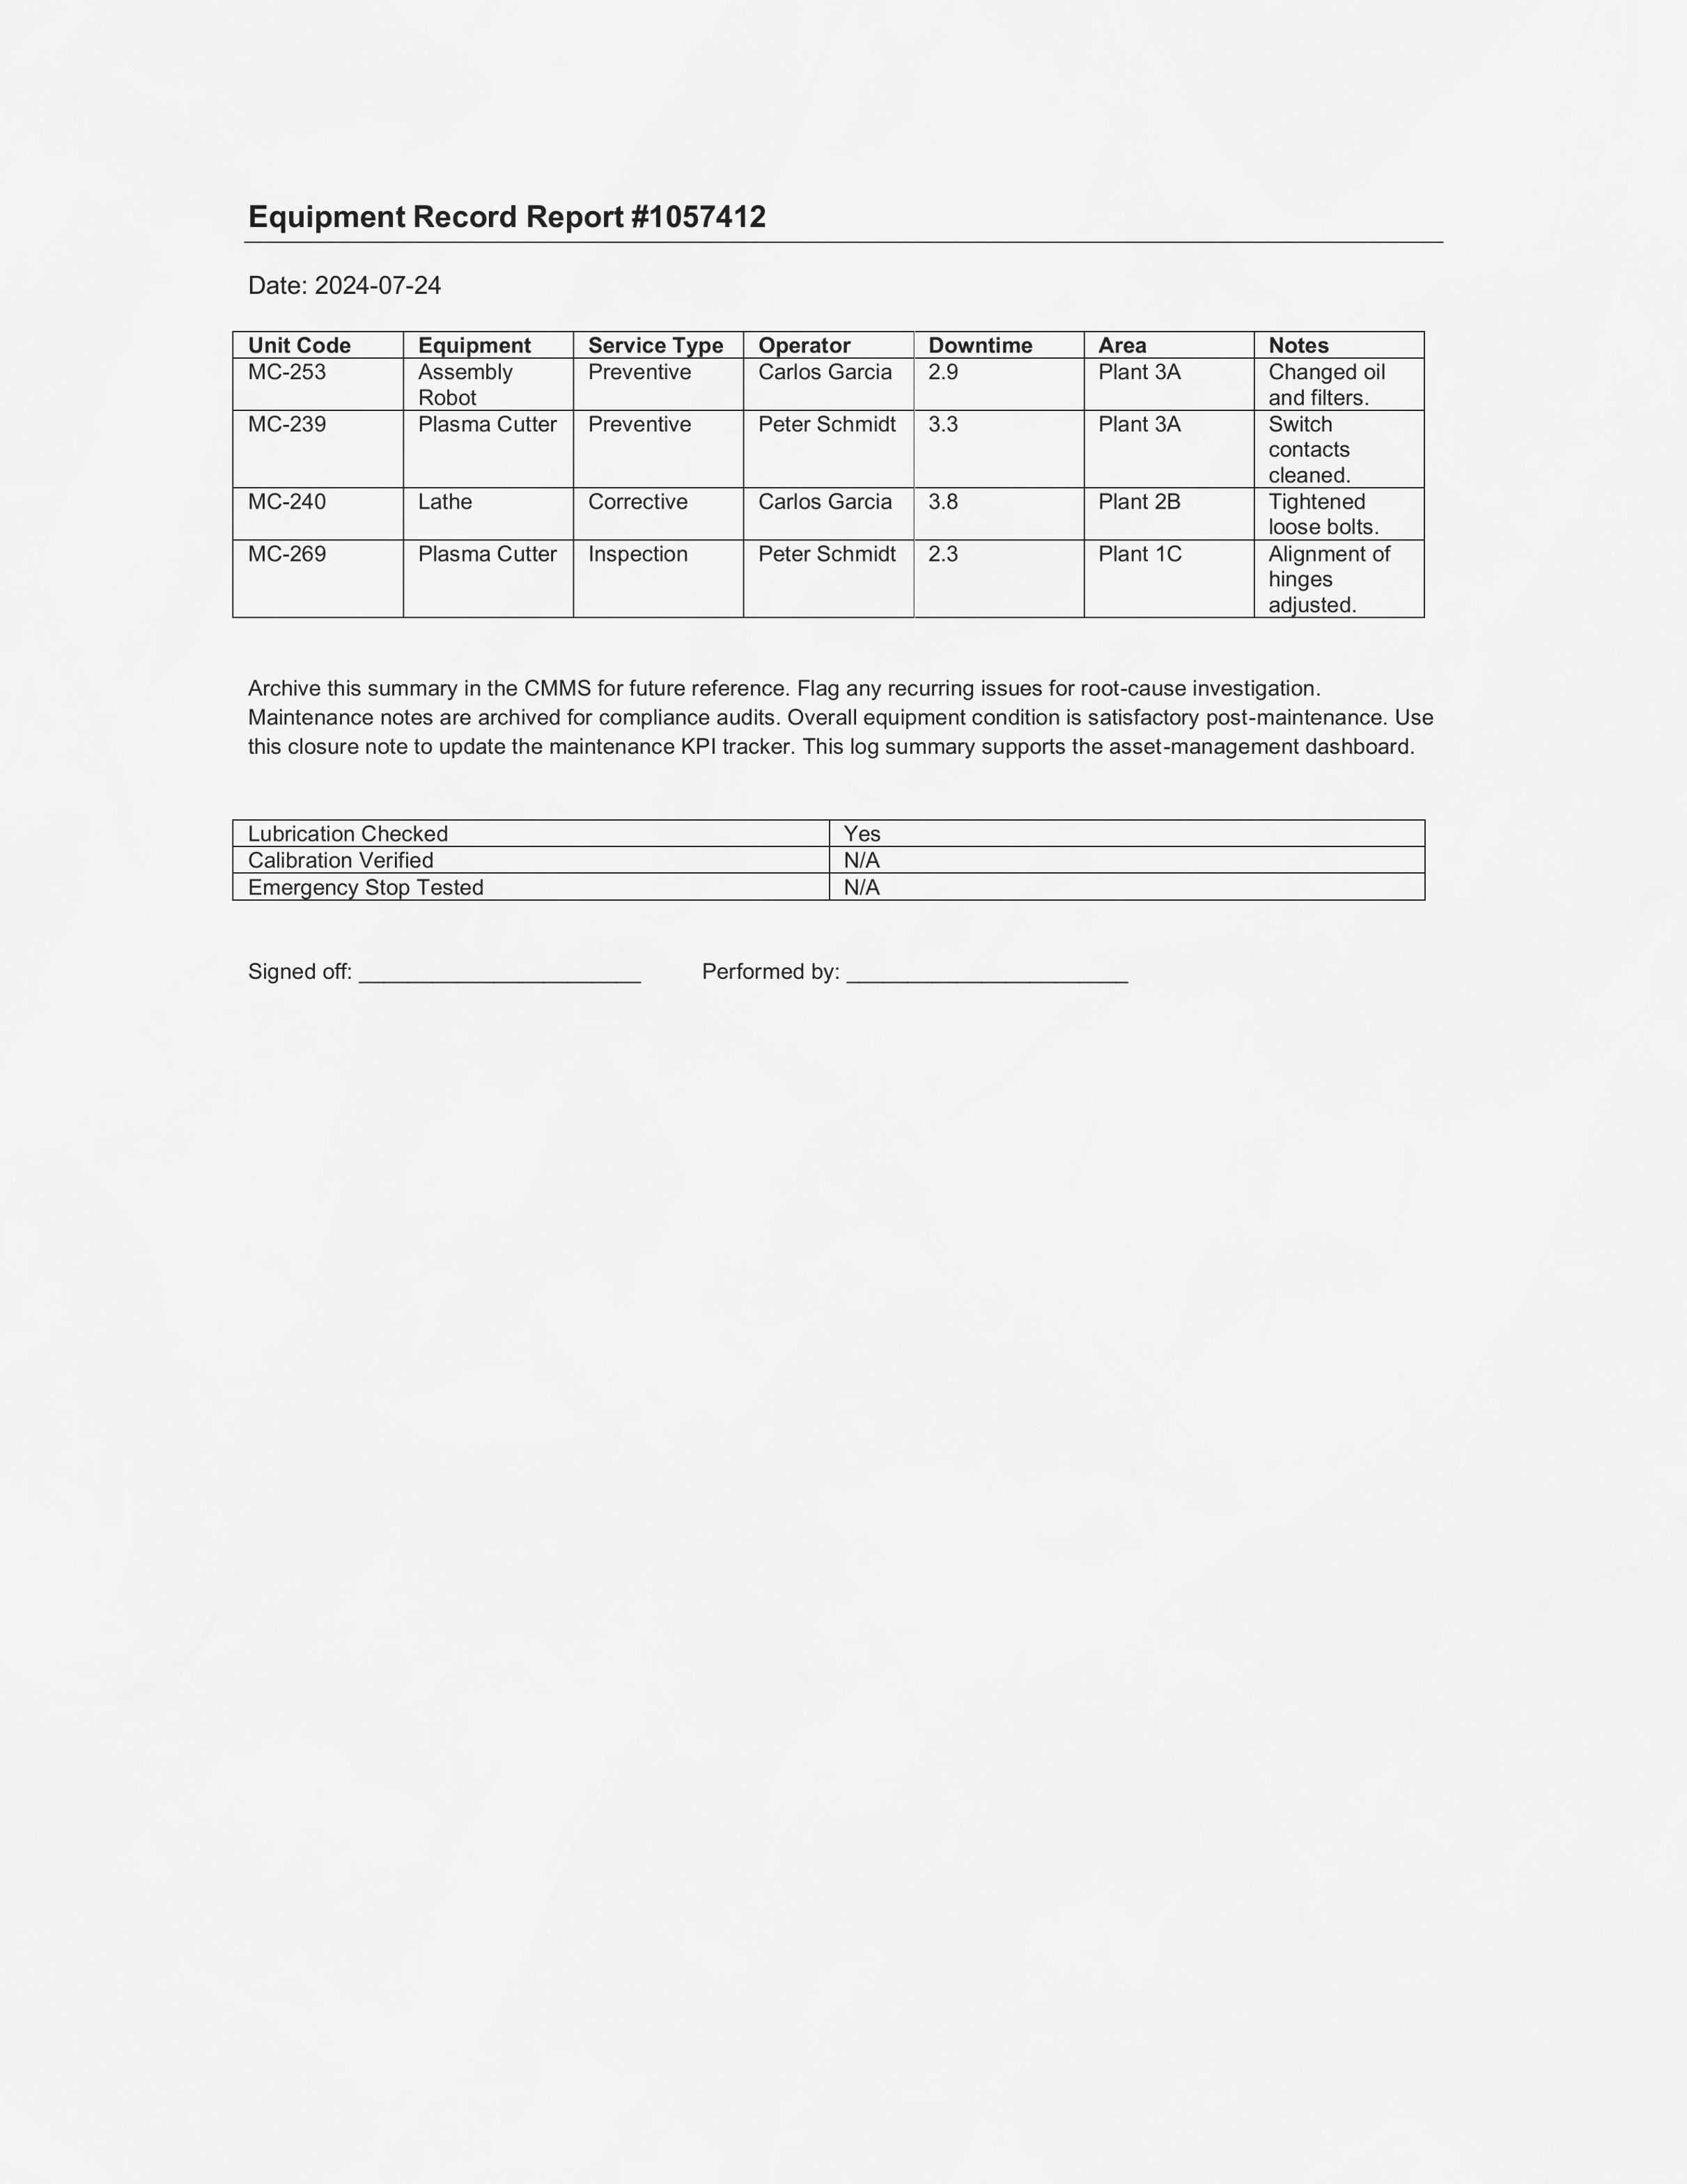 Equipment Record Report #1057412
Date: 2024-07-24
Unit Code Equipment Service Type Operator Downtime Area Notes
MC-253 Assembly Robot Preventive Carlos Garcia 2.9 Plant 3A Changed oil and filters.
MC-239 Plasma Cutter Preventive Peter Schmidt 3.3 Plant 3A Switch contacts cleaned.
MC-240 Lathe Corrective Carlos Garcia 3.8 Plant 2B Tightened loose bolts.
MC-269 Plasma Cutter Inspection Peter Schmidt 2.3 Plant 1C Alignment of hinges adjusted.
Archive this summary in the CMMS for future reference. Flag any recurring issues for root-cause investigation.
Maintenance notes are archived for compliance audits. Overall equipment condition is satisfactory post-maintenance. Use
this closure note to update the maintenance KPI tracker. This log summary supports the asset-management dashboard.
Lubrication Checked Yes
Calibration Verified N/A
Emergency Stop Tested N/A
Signed off: _______________________ Performed by: _______________________